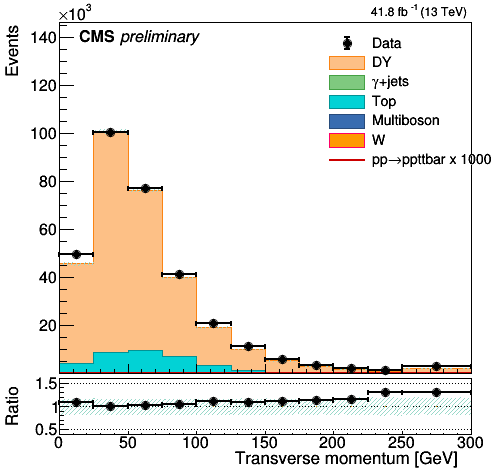 ×10³
41.8 fb⁻¹ (13 TeV)
CMS preliminary
Events
140
120
100
80
60
40
20
Data
DY
γ+jets
Top
Multiboson
W
pp→ppttbar x 1000
Ratio
1.5
1
0.5
0 50 100 150 200 250 300
Transverse momentum [GeV]